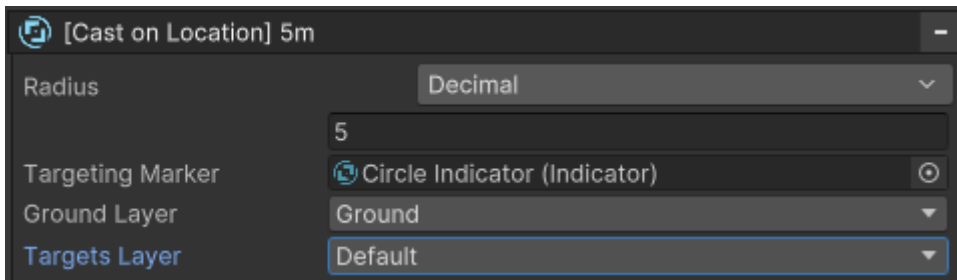 [Cast on Location] 5m
Radius Decimal
5
Targeting Marker Circle Indicator (Indicator)
Ground Layer Ground
Targets Layer Default